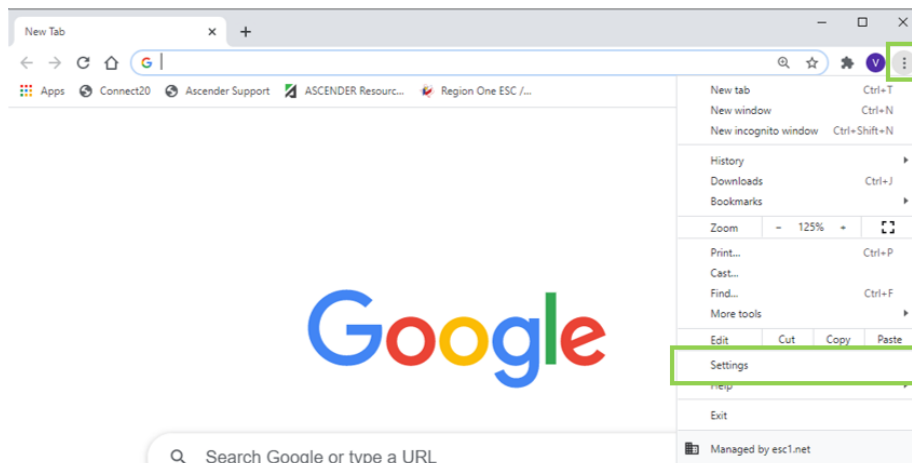 New Tab
G
Apps Connect20 Ascender Support ASCENDER Resourc... Region One ESC /...
V
New tab Ctrl+T
New window Ctrl+N
New incognito window Ctrl+Shift+N
History
Downloads Ctrl+J
Bookmarks
Zoom - 125% +
Print... Ctrl+P
Cast...
Find... Ctrl+F
More tools
Edit Cut Copy Paste
Settings
Help
Exit
Managed by esc1.net
Google
Search Google or type a URL